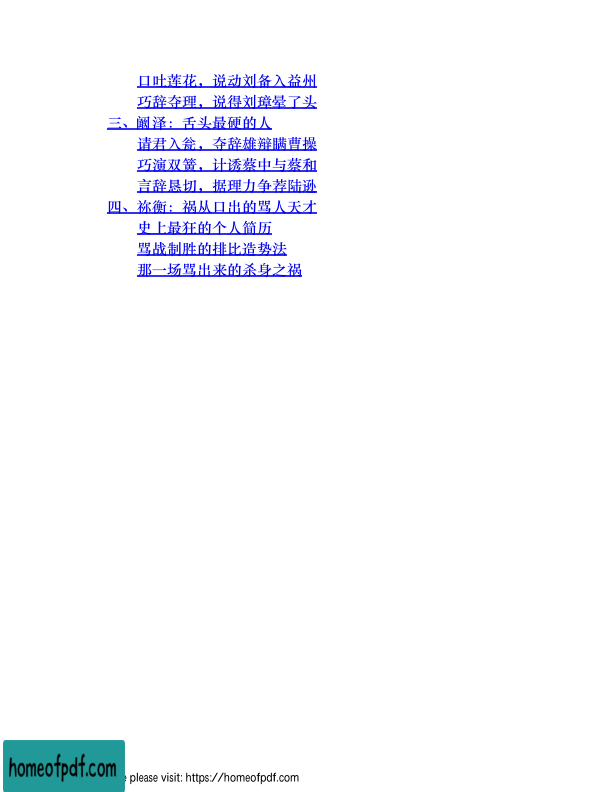 口吐莲花，说动刘备入益州
巧辞夺理，说得刘璋晕了头
三、阚泽：舌头最硬的人
请君入瓮，夺辞雄辩瞒曹操
巧演双簧，计诱蔡中与蔡和
言辞恳切，据理力争荐陆逊
四、祢衡：祸从口出的骂人天才
史上最狂的个人简历
骂战制胜的排比造势法
那一场骂出来的杀身之祸
homeofpdf.com
please visit: https://homeofpdf.com